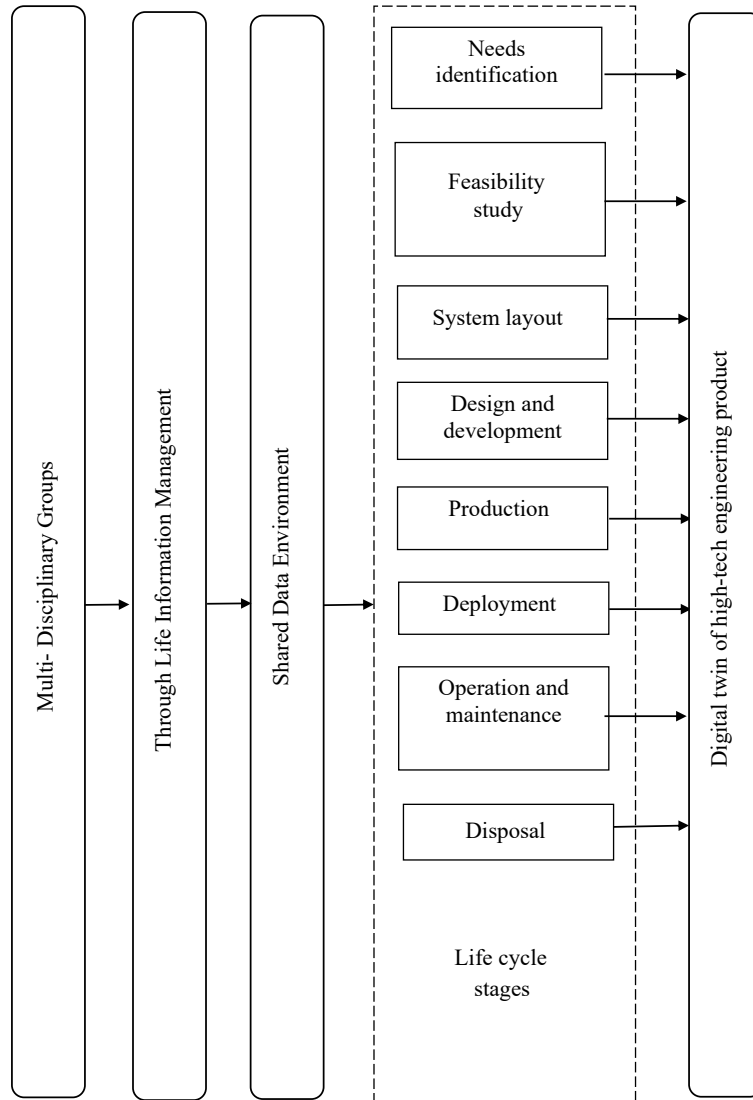 Multi- Disciplinary Groups
Through Life Information Management
Shared Data Environment
Needs
identification
Feasibility
study
System layout
Design and
development
Production
Deployment
Operation and
maintenance
Disposal
Life cycle
stages
Digital twin of high-tech engineering product